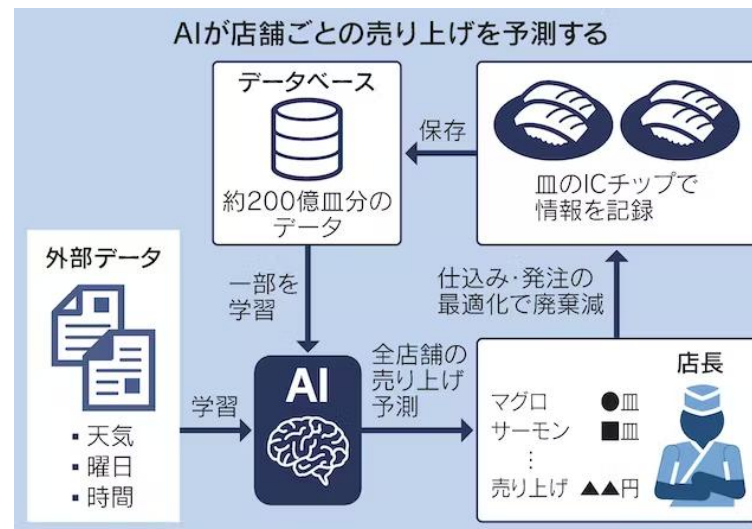 AIが店舗ごとの売り上げを予測する
データベース
約200億皿分の
データ
保存
皿のICチップで
情報を記録
外部データ
・天気
・曜日
・時間
一部を
学習
学習
AI
全店舗の
売り上げ
予測
仕込み・発注の
最適化で廃棄減
店長
マグロ ●皿
サーモン ■皿
⋮
売り上げ ▲▲円